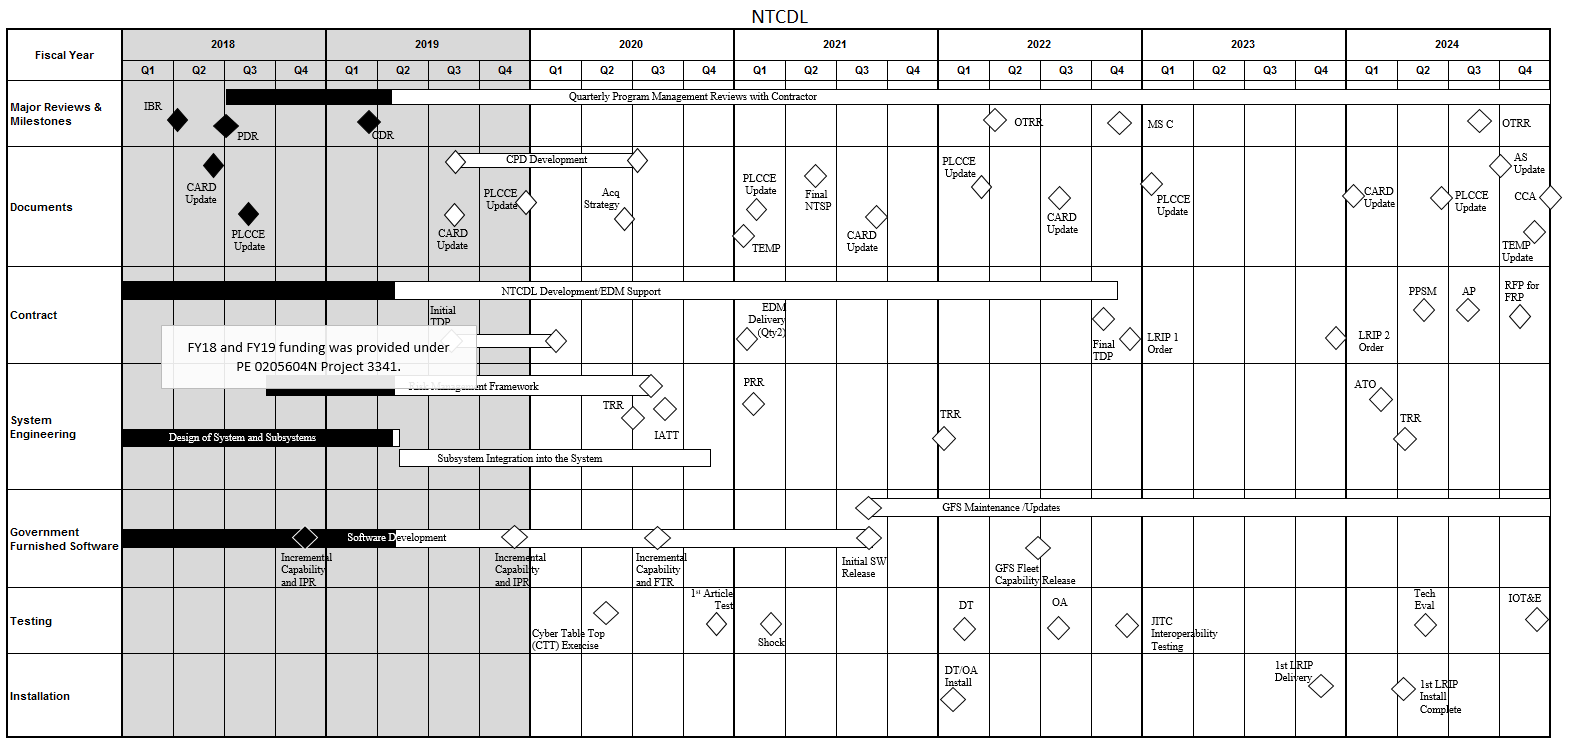 NTCDL
Fiscal Year
2018
2019
2020
2021
2022
2023
2024
Q1 Q2 Q3 Q4 Q1 Q2 Q3 Q4 Q1 Q2 Q3 Q4 Q1 Q2 Q3 Q4 Q1 Q2 Q3 Q4 Q1 Q2 Q3 Q4 Q1 Q2 Q3 Q4
Major Reviews &
Milestones
Quarterly Program Management Reviews with Contractor
IBR
PDR
CDR
OTRR
MS C
OTRR
Documents
CARD
Update
PLCCE
Update
CPD Development
CARD
Update
PLCCE
Update
Acq
Strategy
PLCCE
Update
TEMP
Final
NTSP
CARD
Update
PLCCE
Update
CARD
Update
PLCCE
Update
CARD
Update
PLCCE
Update
AS
Update
CCA
TEMP
Update
Contract
NTCDL Development/EDM Support
Initial
TDP
EDM
Delivery
(Qty2)
Final
TDP
LRIP 1
Order
LRIP 2
Order
PPSM
AP
RFP for
FRP
FY18 and FY19 funding was provided under
PE 0205604N Project 3341.
System
Engineering
Risk Management Framework
TRR
IATT
PRR
TRR
ATO
TRR
Design of System and Subsystems
Subsystem Integration into the System
Government
Furnished Software
GFS Maintenance /Updates
Software Development
Incremental
Capability
and IPR
Incremental
Capability
and IPR
Incremental
Capability
and FTR
Initial SW
Release
GFS Fleet
Capability Release
Testing
Cyber Table Top
(CTT) Exercise
1st Article
Test
Shock
DT
OA
JITC
Interoperability
Testing
Tech
Eval
IOT&E
Installation
DT/OA
Install
1st LRIP
Delivery
1st LRIP
Install
Complete